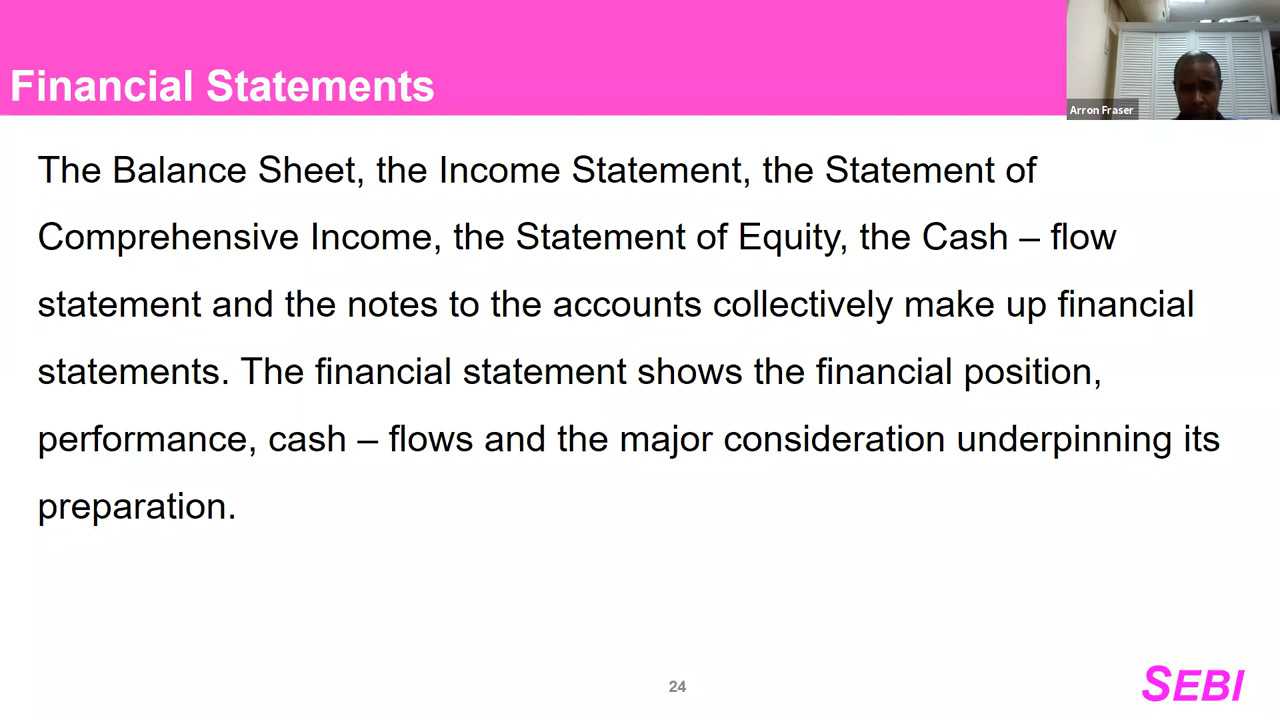 Financial Statements
Arron Fraser
The Balance Sheet, the Income Statement, the Statement of
Comprehensive Income, the Statement of Equity, the Cash – flow
statement and the notes to the accounts collectively make up financial
statements. The financial statement shows the financial position,
performance, cash – flows and the major consideration underpinning its
preparation.
24
SEBI